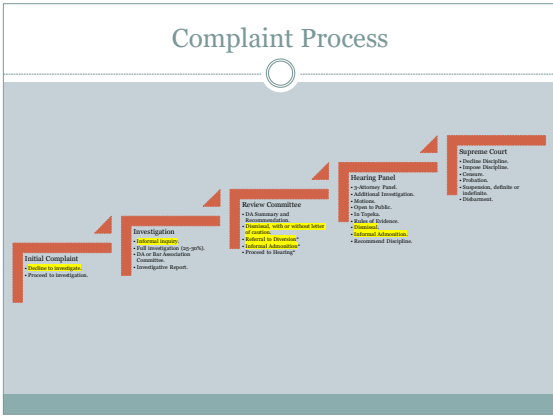 Complaint Process
Initial Complaint
• Decline to investigate.
• Proceed to investigation.
Investigation
• Informal inquiry.
• Full investigation (25-30%).
• DA or Bar Association
Committee.
• Investigative Report.
Review Committee
• DA Summary and
Recommendation.
• Dismissal, with or without letter
of caution.
• Referral to Diversion*
• Informal Admonition*
• Proceed to Hearing*
Hearing Panel
• 3-Attorney Panel.
• Additional Investigation.
• Motions.
• Open to Public.
• In Topeka.
• Rules of Evidence.
• Dismissal.
• Informal Admonition.
• Recommend Discipline.
Supreme Court
• Decline Discipline.
• Impose Discipline.
• Censure.
• Probation.
• Suspension, definite or
indefinite.
• Disbarment.